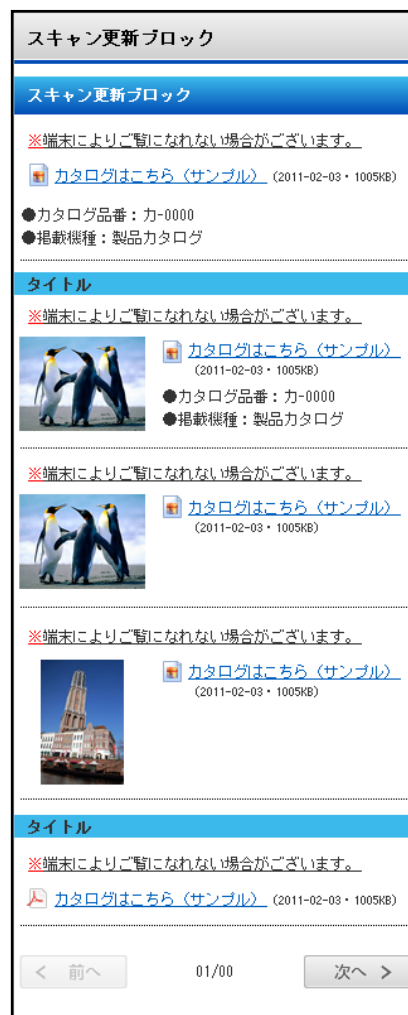 スキャン更新ブロック
スキャン更新ブロック
※端末によりご覧になれない場合がございます。
カタログはこちら（サンプル） (2011-02-03・1005KB)
●カタログ品番：カ-0000
●掲載機種：製品カタログ
タイトル
※端末によりご覧になれない場合がございます。
カタログはこちら（サンプル）
(2011-02-03・1005KB)
●カタログ品番：カ-0000
●掲載機種：製品カタログ
※端末によりご覧になれない場合がございます。
カタログはこちら（サンプル）
(2011-02-03・1005KB)
※端末によりご覧になれない場合がございます。
カタログはこちら（サンプル）
(2011-02-03・1005KB)
タイトル
※端末によりご覧になれない場合がございます。
カタログはこちら（サンプル） (2011-02-03・1005KB)
< 前へ 01/00 次へ >